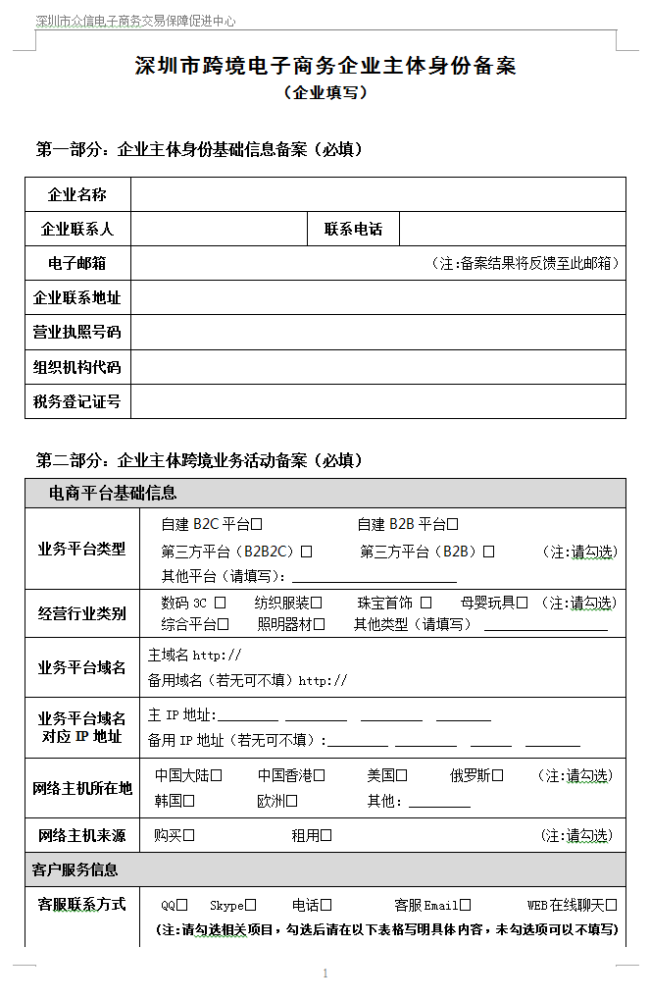 深圳市众信电子商务交易保障促进中心
深圳市跨境电子商务企业主体身份备案
（企业填写）
第一部分：企业主体身份基础信息备案（必填）
企业名称
企业联系人 联系电话
电子邮箱 （注:备案结果将反馈至此邮箱）
企业联系地址
营业执照号码
组织机构代码
税务登记证号
第二部分：企业主体跨境业务活动备案（必填）
电商平台基础信息
自建 B2C 平台□ 自建 B2B 平台□
业务平台类型 第三方平台（B2B2C）□ 第三方平台（B2B）□ （注:请勾选）
其他平台（请填写）：________________________
数码 3C □ 纺织服装□ 珠宝首饰 □ 母婴玩具□ （注:请勾选）
经营行业类别
综合平台□ 照明器材□ 其他类型（请填写） __________________
主域名 http://
业务平台域名
备用域名（若无可不填）http://
业务平台域名 主 IP 地址:_________ _________ _________ ________
对应 IP 地址 备用 IP 地址（若无可不填）:_________ _________ ______ ________
中国大陆□ 中国香港□ 美国□ 俄罗斯□ （注:请勾选）
网络主机所在地
韩国□ 欧洲□ 其他：_________
网络主机来源 购买□ 租用□ （注:请勾选）
客户服务信息
客服联系方式 QQ□ Skype□ 电话□ 客服 Email□ WEB 在线聊天□
（注:请勾选相关项目，勾选后请在以下表格写明具体内容，未勾选项可以不填写）
1